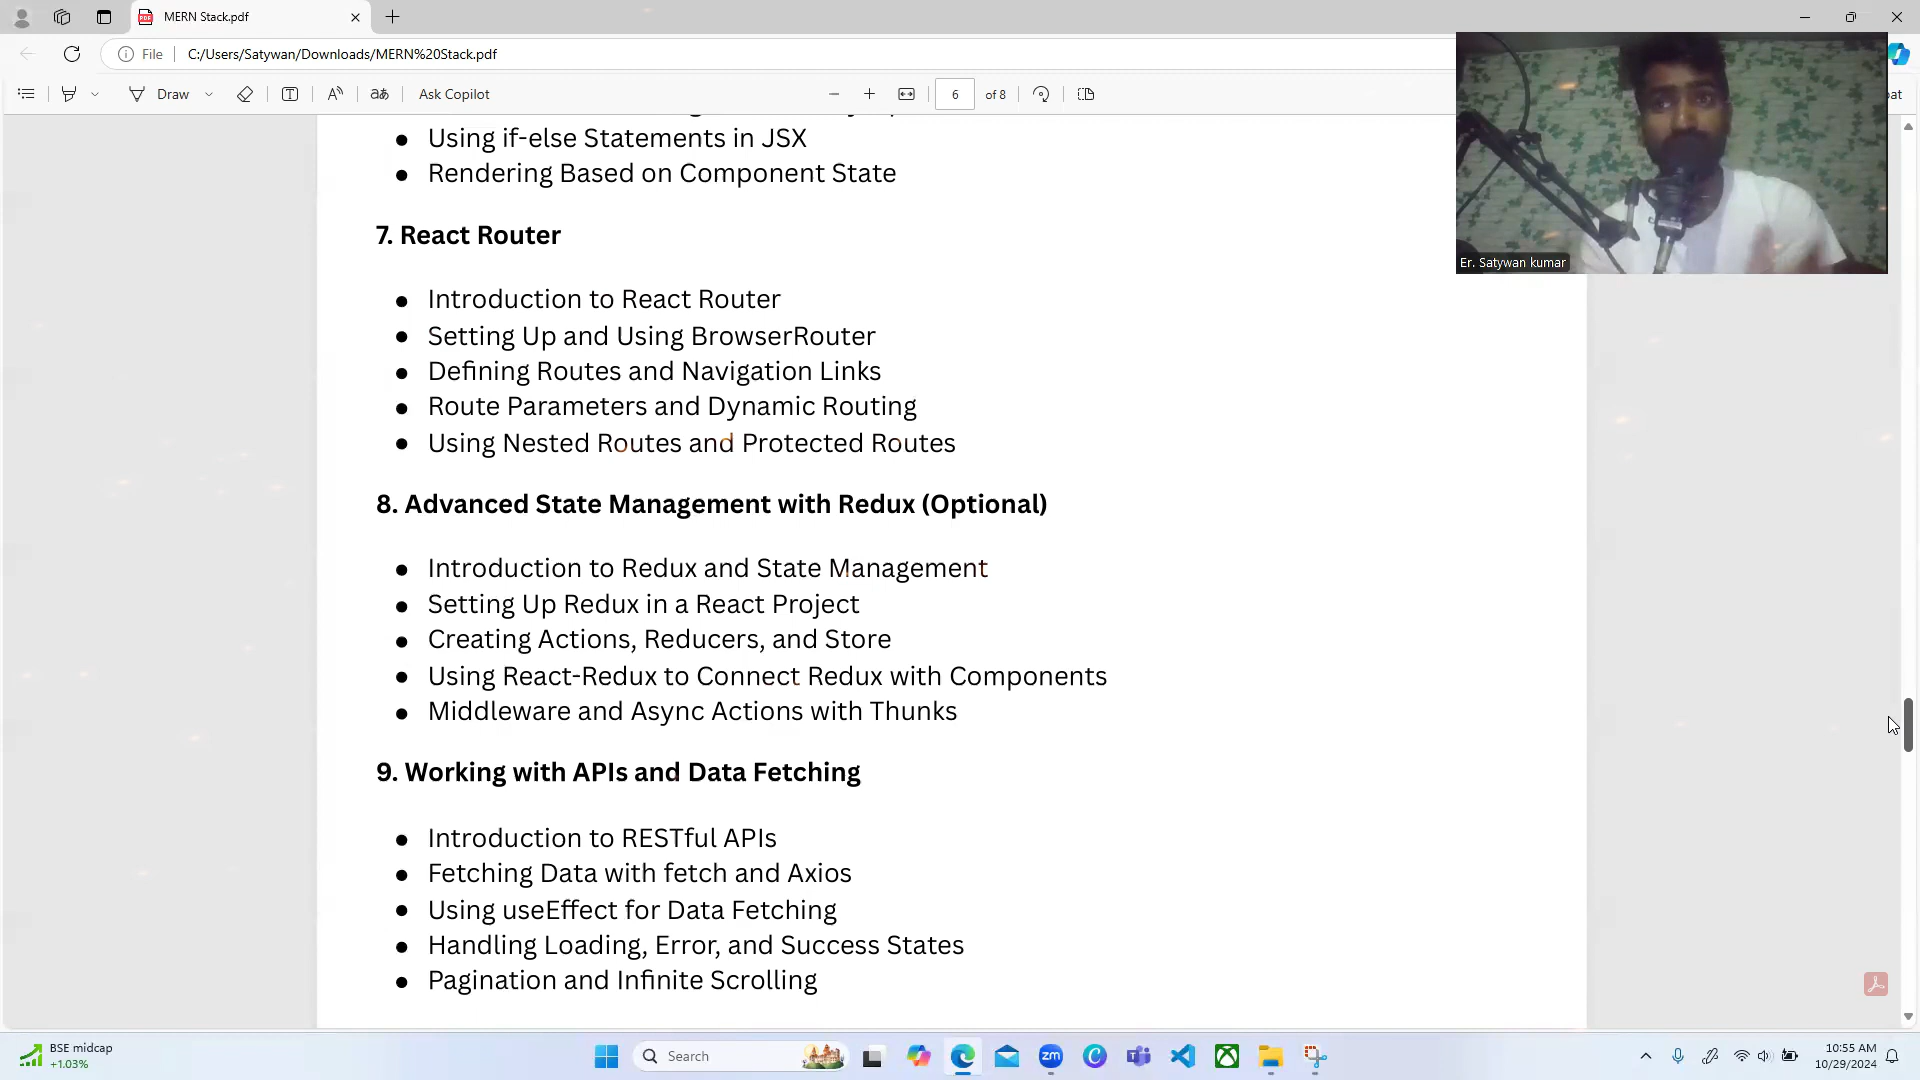 MERN Stack.pdf
File
C:/Users/Satywan/Downloads/MERN%20Stack.pdf
Draw
Ask Copilot
6 of 8
Using if-else Statements in JSX
Rendering Based on Component State
7. React Router
Introduction to React Router
Setting Up and Using BrowserRouter
Defining Routes and Navigation Links
Route Parameters and Dynamic Routing
Using Nested Routes and Protected Routes
8. Advanced State Management with Redux (Optional)
Introduction to Redux and State Management
Setting Up Redux in a React Project
Creating Actions, Reducers, and Store
Using React-Redux to Connect Redux with Components
Middleware and Async Actions with Thunks
9. Working with APIs and Data Fetching
Introduction to RESTful APIs
Fetching Data with fetch and Axios
Using useEffect for Data Fetching
Handling Loading, Error, and Success States
Pagination and Infinite Scrolling
Er. Satywan kumar
BSE midcap
+1.03%
Search
zm
10:55 AM
10/29/2024